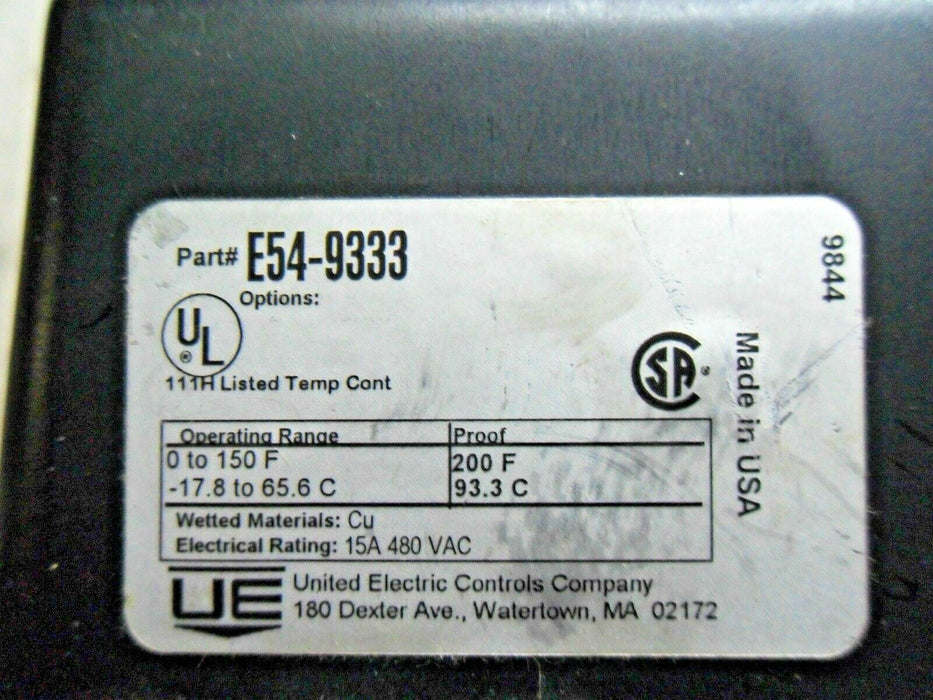 Part# E54-9333
Options:
UL
®
111H Listed Temp Cont
9844
SA ®
Made in USA
Operating Range Proof
0 to 150 F 200 F
-17.8 to 65.6 C 93.3 C
Wetted Materials: Cu
Electrical Rating: 15A 480 VAC
UE United Electric Controls Company
180 Dexter Ave., Watertown, MA 02172